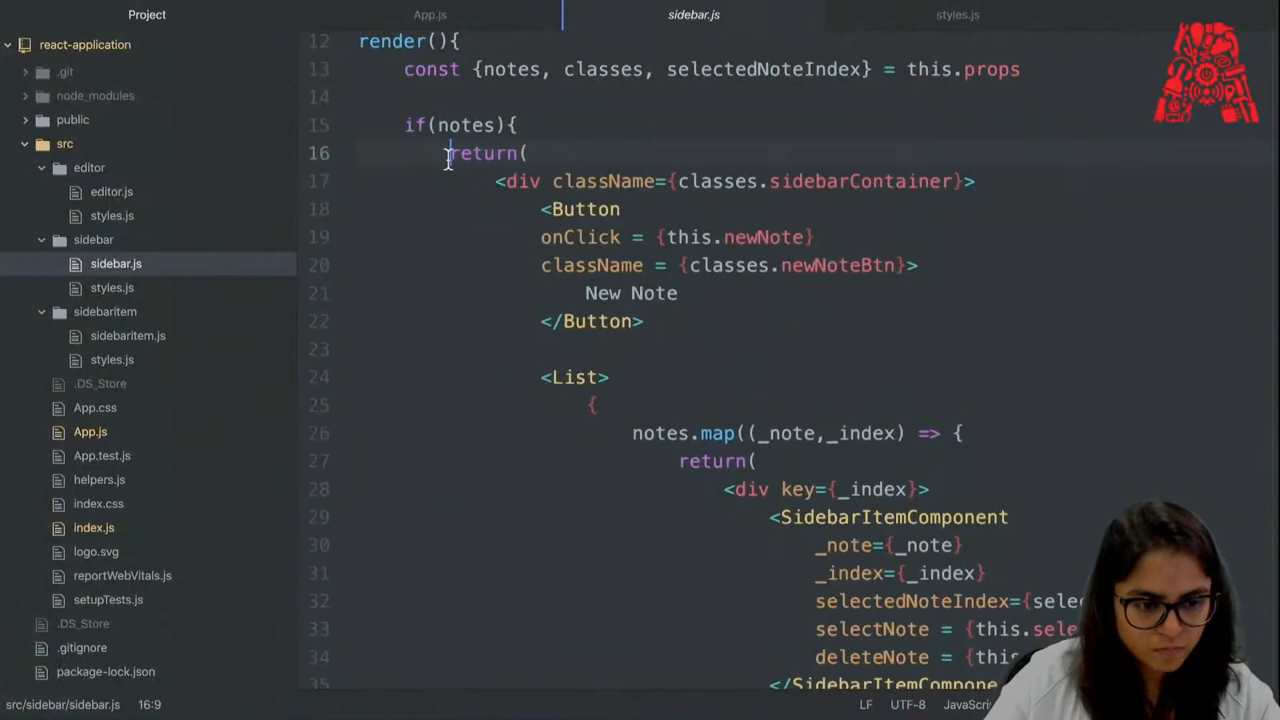 Project
App.js
sidebar.js
styles.js
react-application
.git
node_modules
public
src
editor
editor.js
styles.js
sidebar
sidebar.js
styles.js
sidebaritem
sidebaritem.js
styles.js
.DS_Store
App.css
App.js
App.test.js
helpers.js
index.css
index.js
logo.svg
reportWebVitals.js
setupTests.js
.DS_Store
.gitignore
package-lock.json
12 render(){
13 const {notes, classes, selectedNoteIndex} = this.props
14
15 if(notes){
16 return(
17 <div className={classes.sidebarContainer}>
18 <Button
19 onClick = {this.newNote}
20 className = {classes.newNoteBtn}>
21 New Note
22 </Button>
23
24 <List>
25 {
26 notes.map((_note,_index) => {
27 return(
28 <div key={_index}>
29 <SidebarItemComponent
30 _note={_note}
31 _index={_index}
32 selectedNoteIndex={sele
33 selectNote = {this.sele
34 deleteNote = {this
35 </SidebarItemComponent
src/sidebar/sidebar.js 16:9
LF UTF-8 JavaScri